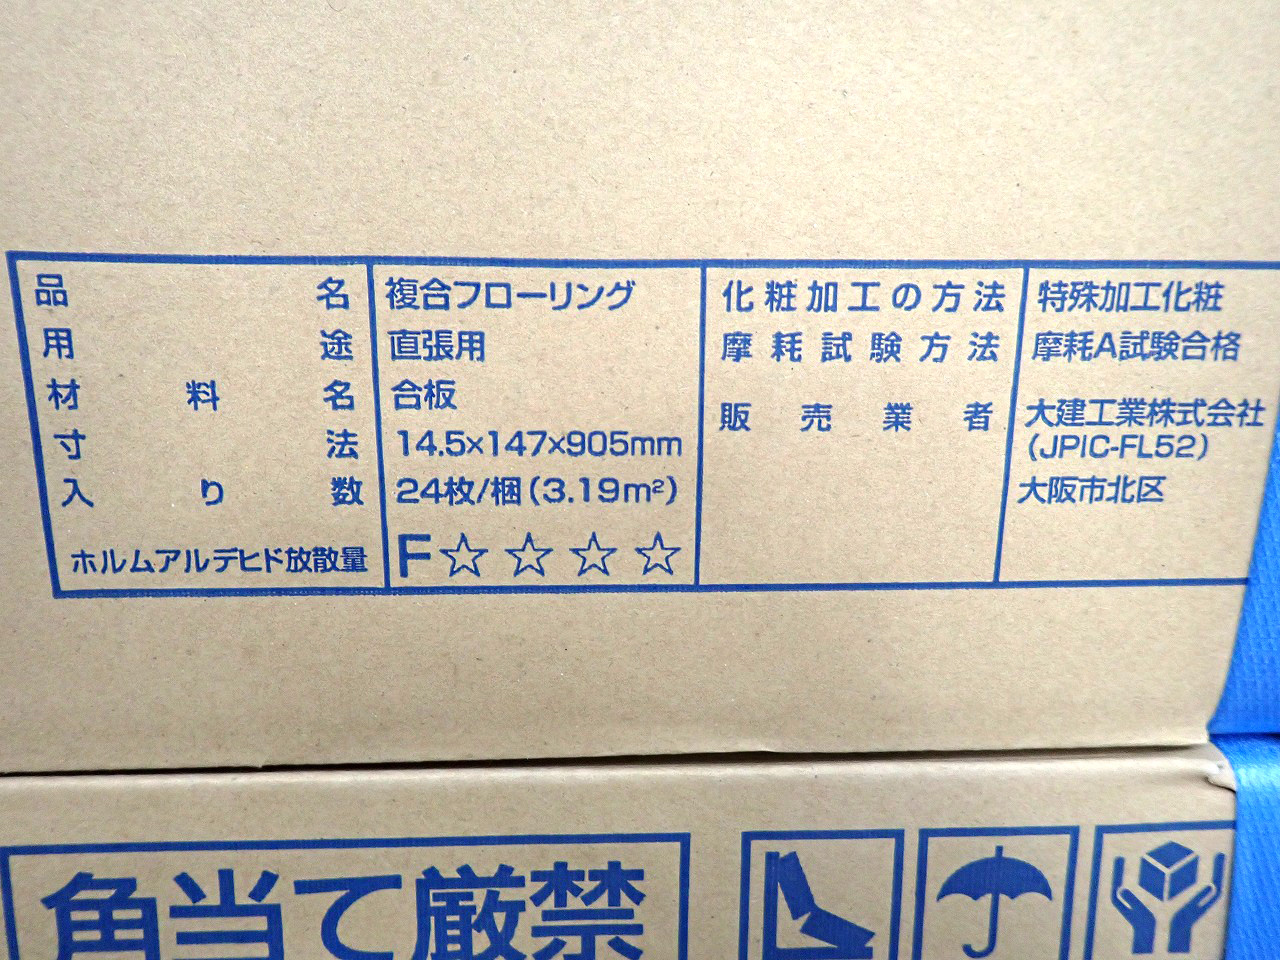 品名 複合フローリング 化粧加工の方法 特殊加工化粧
用途 直張用 摩耗試験方法 摩耗A試験合格
材料名 合板 販売業者 大建工業株式会社
寸法 14.5×147×905mm (JPIC-FL52)
入り数 24枚/梱(3.19m²) 大阪市北区
ホルムアルデヒド放散量 F☆☆☆☆
角当て厳禁